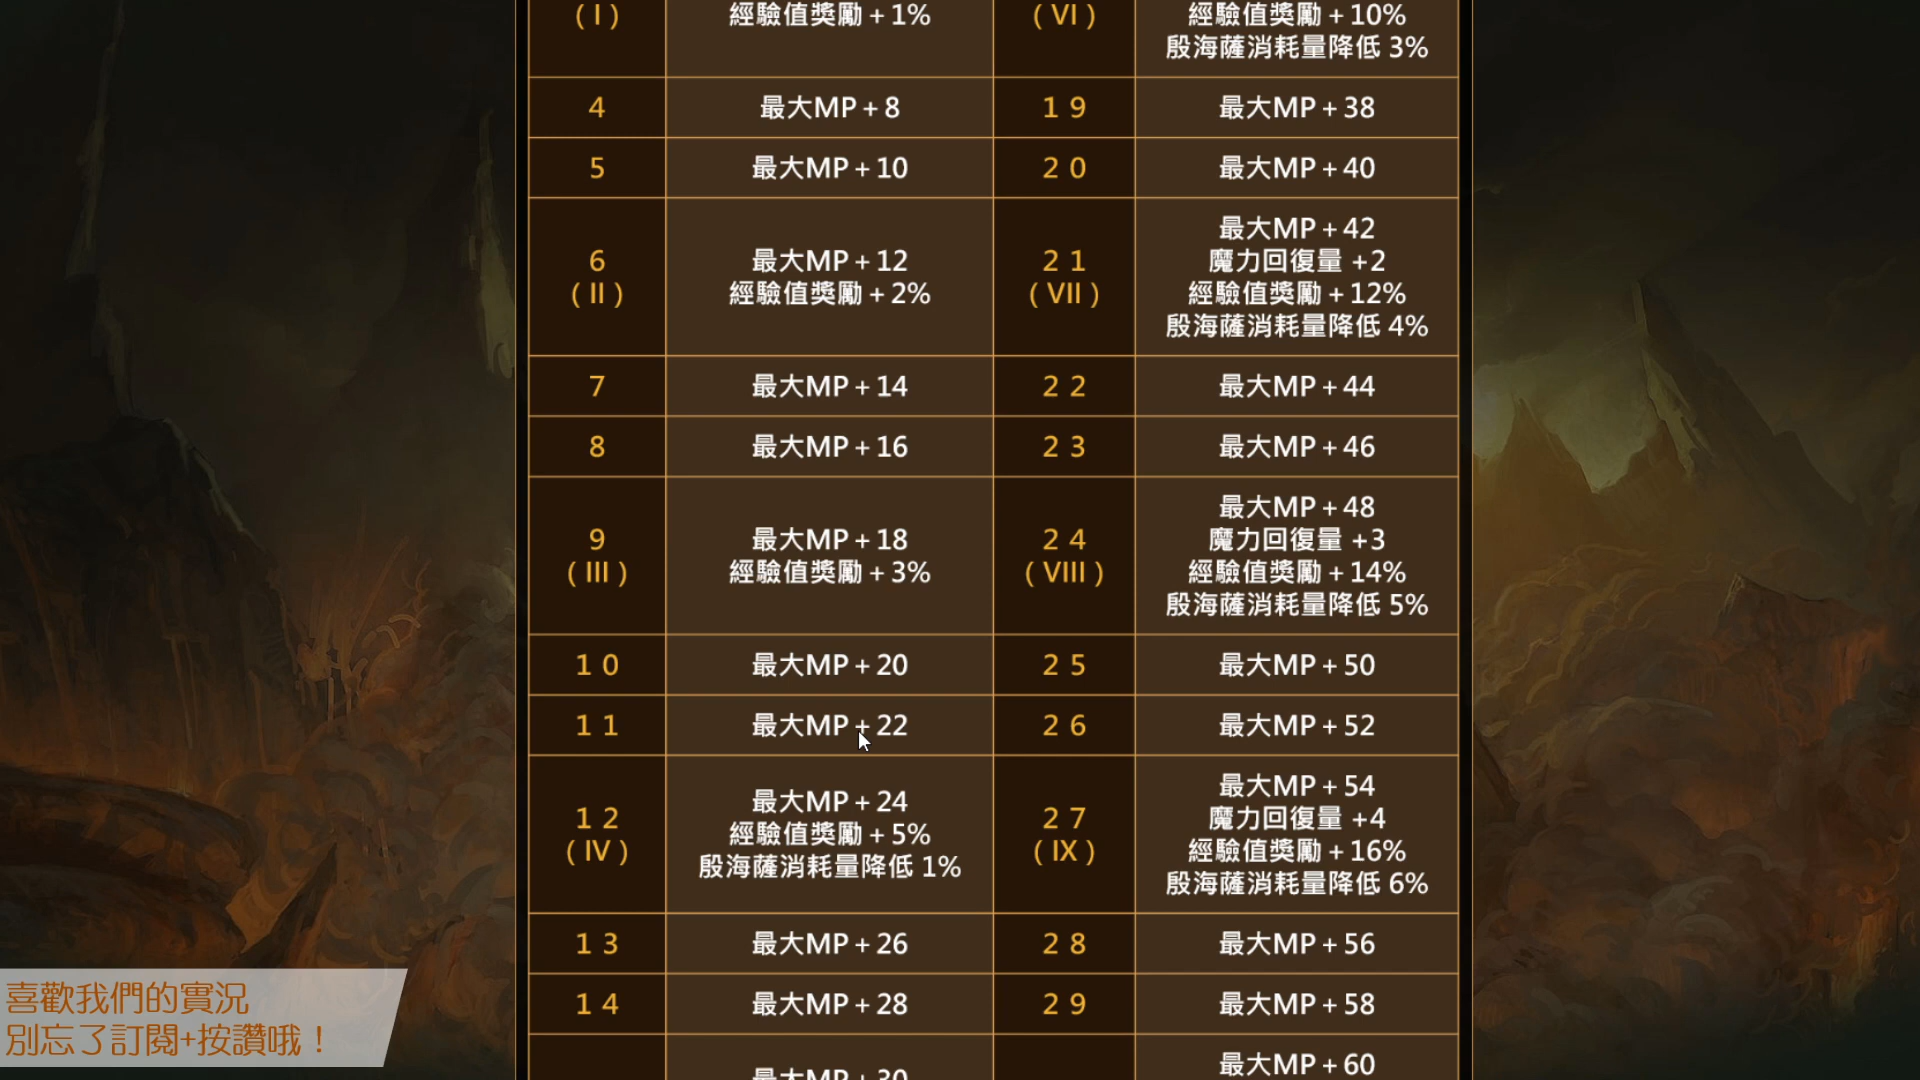 ( I )
經驗值獎勵 + 1%
( VI )
經驗值獎勵 + 10%
殷海薩消耗量降低 3%
4
最大MP + 8
1 9
最大MP + 38
5
最大MP + 10
2 0
最大MP + 40
6
( II )
最大MP + 12
經驗值獎勵 + 2%
2 1
( VII )
最大MP + 42
魔力回復量 +2
經驗值獎勵 + 12%
殷海薩消耗量降低 4%
7
最大MP + 14
2 2
最大MP + 44
8
最大MP + 16
2 3
最大MP + 46
9
( III )
最大MP + 18
經驗值獎勵 + 3%
2 4
( VIII )
最大MP + 48
魔力回復量 +3
經驗值獎勵 + 14%
殷海薩消耗量降低 5%
1 0
最大MP + 20
2 5
最大MP + 50
1 1
最大MP + 22
2 6
最大MP + 52
1 2
( IV )
最大MP + 24
經驗值獎勵 + 5%
殷海薩消耗量降低 1%
2 7
( IX )
最大MP + 54
魔力回復量 +4
經驗值獎勵 + 16%
殷海薩消耗量降低 6%
1 3
最大MP + 26
2 8
最大MP + 56
1 4
最大MP + 28
2 9
最大MP + 58
最大MP + 30
最大MP + 60
喜歡我們的實況
別忘了訂閱+按讚哦！